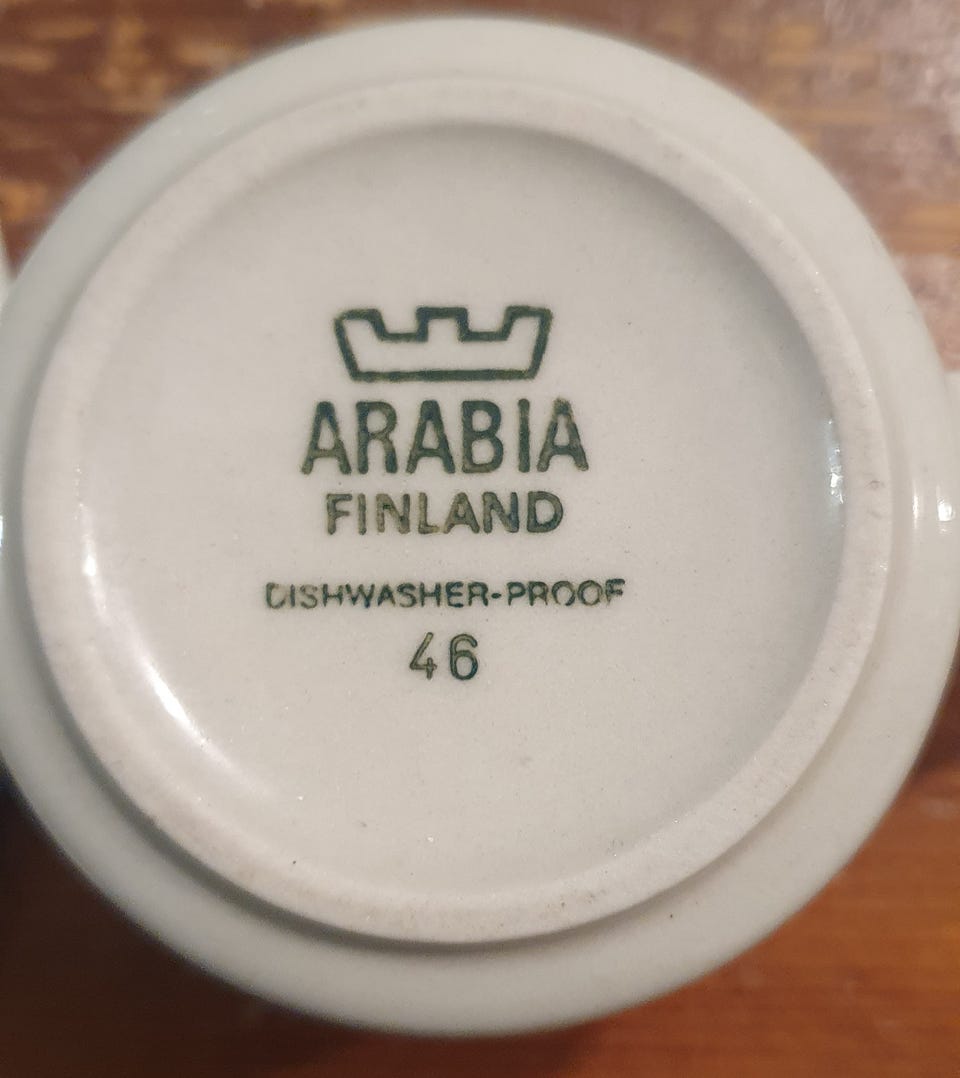 ARABIA
FINLAND
DISHWASHER-PROOF
46